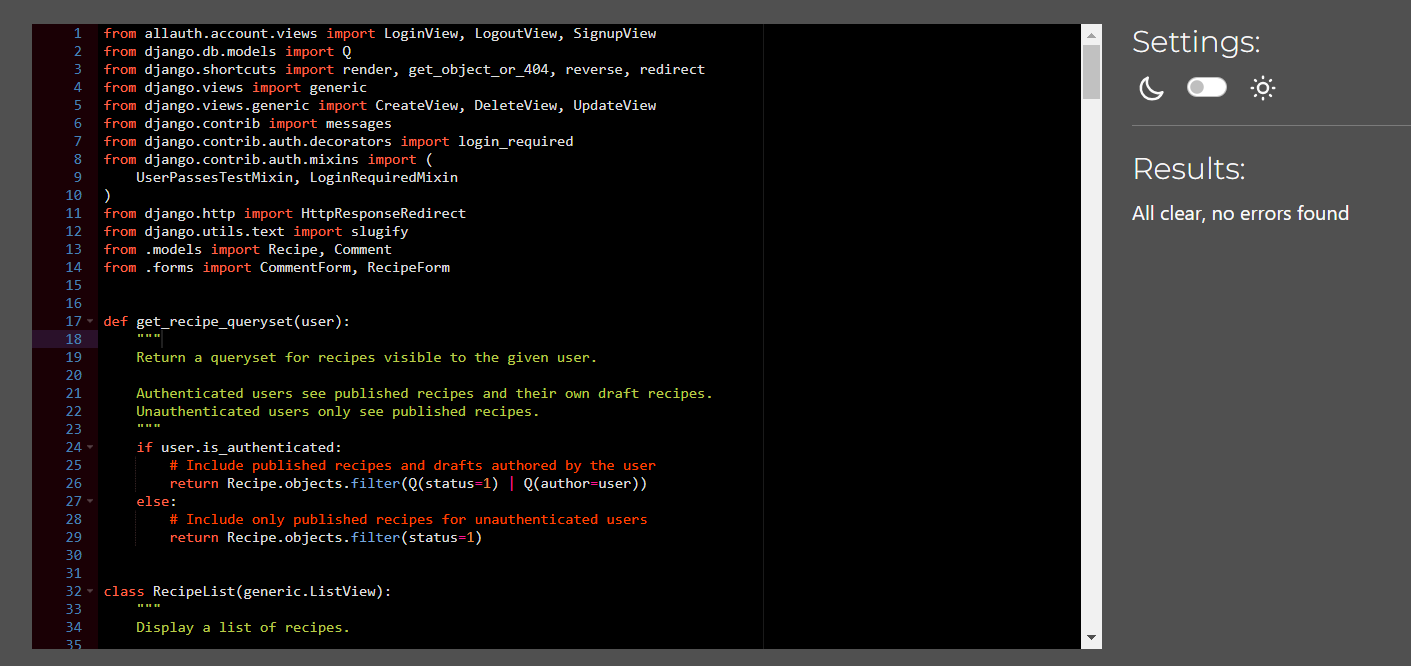 1 from allauth.account.views import LoginView, LogoutView, SignupView
2 from django.db.models import Q
3 from django.shortcuts import render, get_object_or_404, reverse, redirect
4 from django.views import generic
5 from django.views.generic import CreateView, DeleteView, UpdateView
6 from django.contrib import messages
7 from django.contrib.auth.decorators import login_required
8 from django.contrib.auth.mixins import (
9     UserPassesTestMixin, LoginRequiredMixin
10 )
11 from django.http import HttpResponseRedirect
12 from django.utils.text import slugify
13 from .models import Recipe, Comment
14 from .forms import CommentForm, RecipeForm
15
16
17 def get_recipe_queryset(user):
18     """
19     Return a queryset for recipes visible to the given user.
20
21     Authenticated users see published recipes and their own draft recipes.
22     Unauthenticated users only see published recipes.
23     """
24     if user.is_authenticated:
25         # Include published recipes and drafts authored by the user
26         return Recipe.objects.filter(Q(status=1) | Q(author=user))
27     else:
28         # Include only published recipes for unauthenticated users
29         return Recipe.objects.filter(status=1)
30
31
32 class RecipeList(generic.ListView):
33     """
34     Display a list of recipes.
35
Settings:
Results:
All clear, no errors found